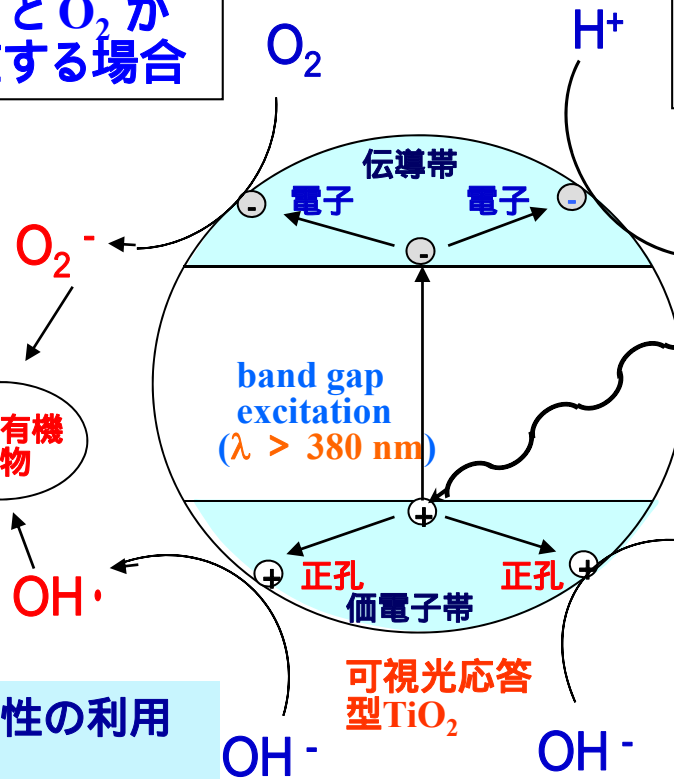 とO₂が
する場合
O₂
H⁺
伝導帯
電子
電子
-
-
-
O₂⁻
band gap
excitation
(λ > 380 nm)
有機
物
+
+
+
正孔
正孔
価電子帯
OH･
可視光応答
型TiO₂
性の利用
OH⁻
OH⁻